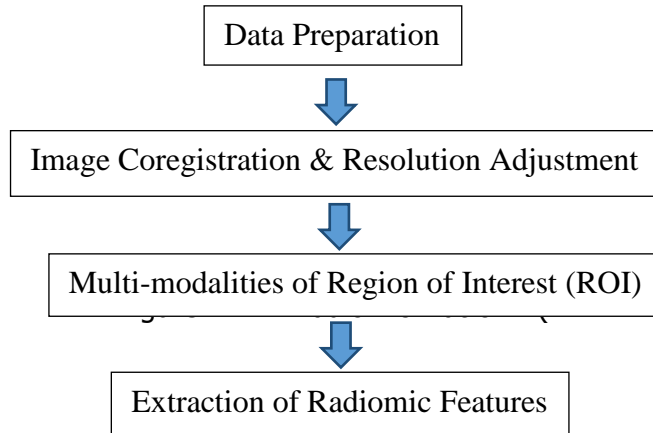 Data Preparation
Image Coregistration & Resolution Adjustment
Multi-modalities of Region of Interest (ROI)
Extraction of Radiomic Features